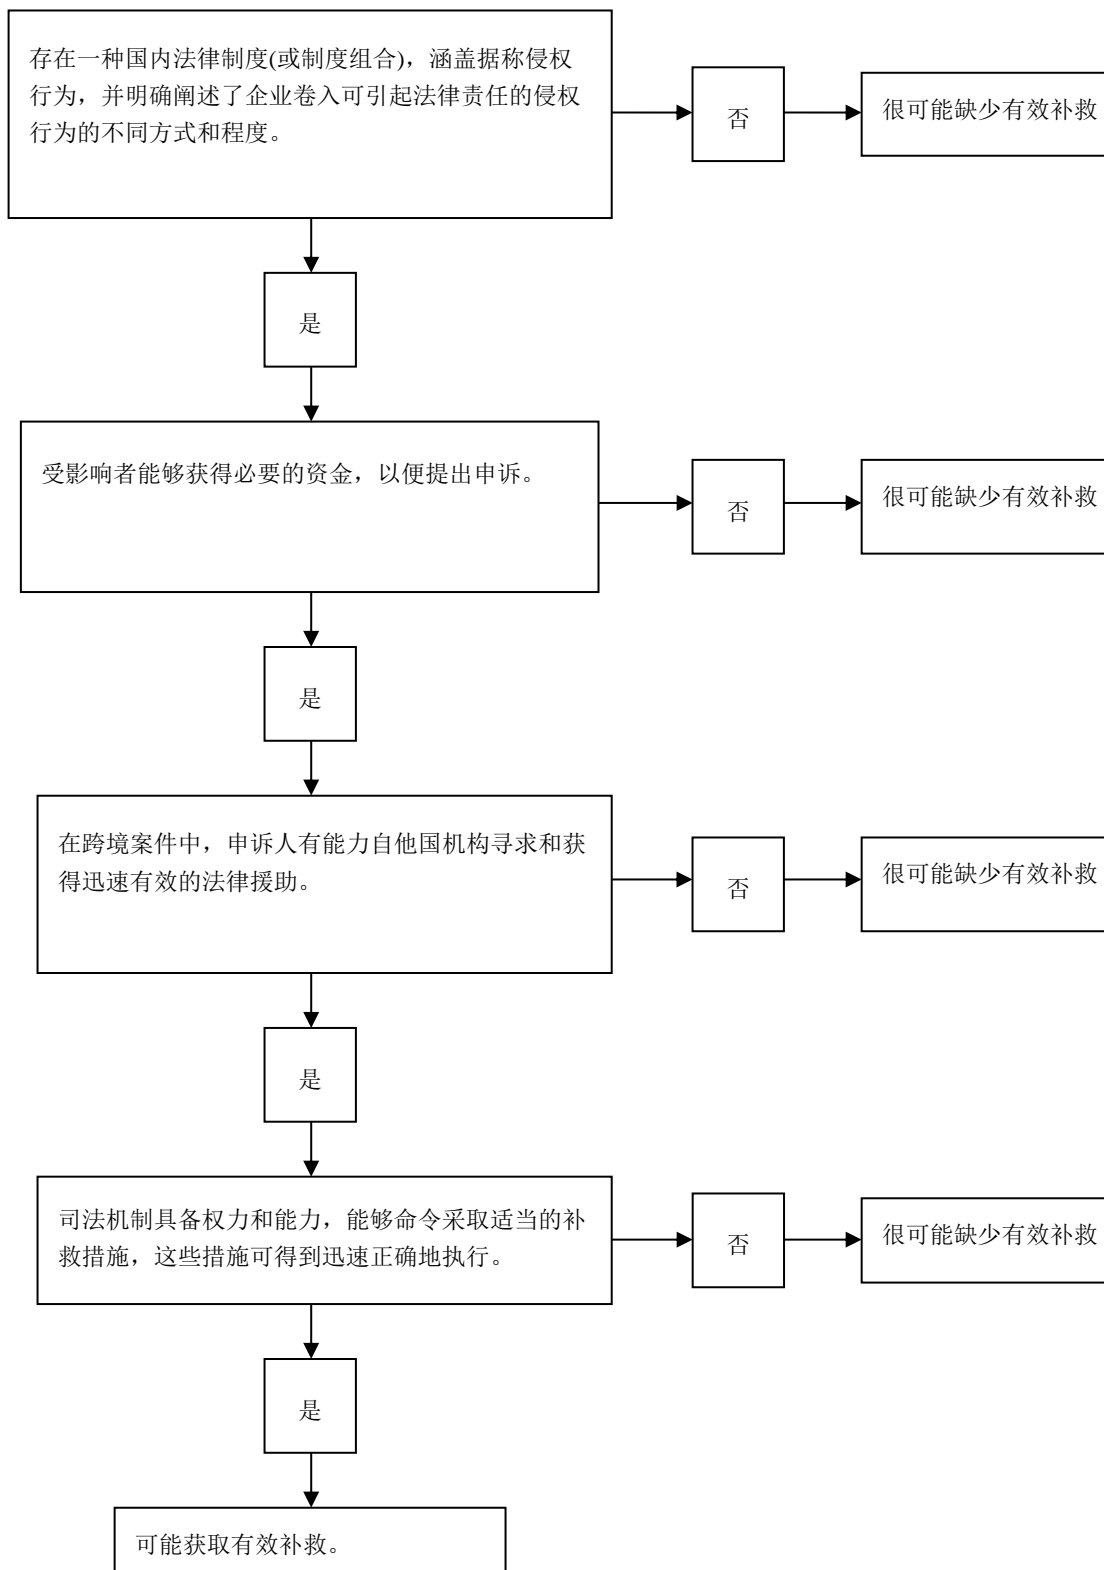 存在一种国内法律制度(或制度组合)，涵盖据称侵权
行为，并明确阐述了企业卷入可引起法律责任的侵权
行为的不同方式和程度。
否
很可能缺少有效补救
是
受影响者能够获得必要的资金，以便提出申诉。
否
很可能缺少有效补救
是
在跨境案件中，申诉人有能力自他国机构寻求和获
得迅速有效的法律援助。
否
很可能缺少有效补救
是
司法机制具备权力和能力，能够命令采取适当的补
救措施，这些措施可得到迅速正确地执行。
否
很可能缺少有效补救
是
可能获取有效补救。